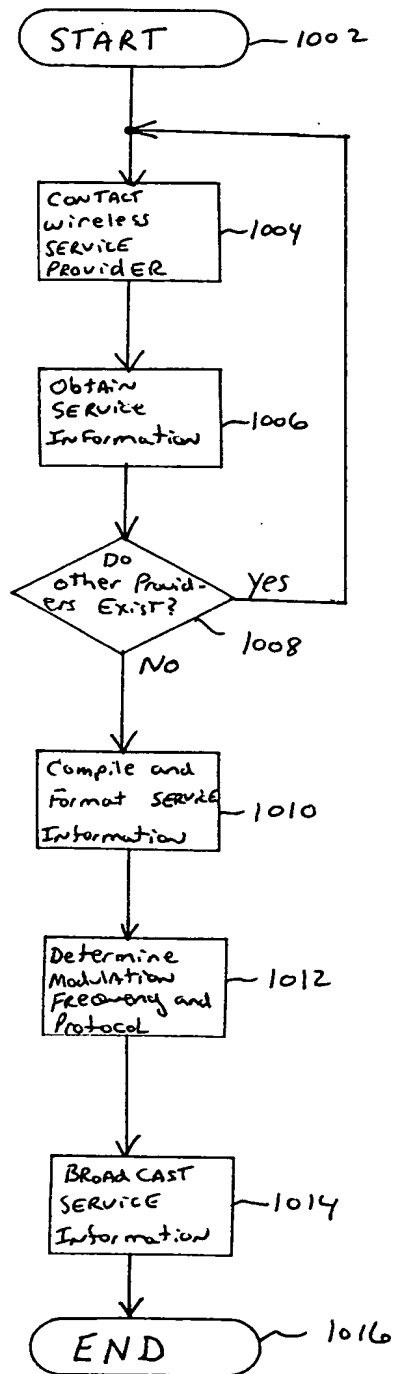 START
1002
CONTACT
wireless
SERVICE
PROVIDER
1004
Obtain
SERVICE
Information
1006
Do
other Provid-
ers Exist?
yes
1008
No
Compile and
Format SERVICE
Information
1010
Determine
Modulation
Frequency and
Protocol
1012
BROADCAST
SERVICE
Information
1014
END
1016